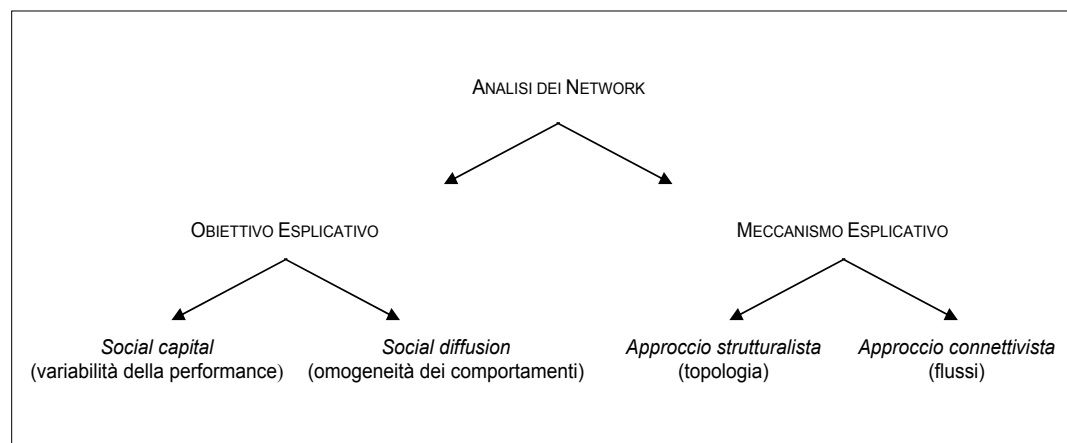 ANALISI DEI NETWORK
OBIETTIVO ESPLICATIVO
MECCANISMO ESPLICATIVO
Social capital
(variabilità della performance)
Social diffusion
(omogeneità dei comportamenti)
Approccio strutturalista
(topologia)
Approccio connettivista
(flussi)